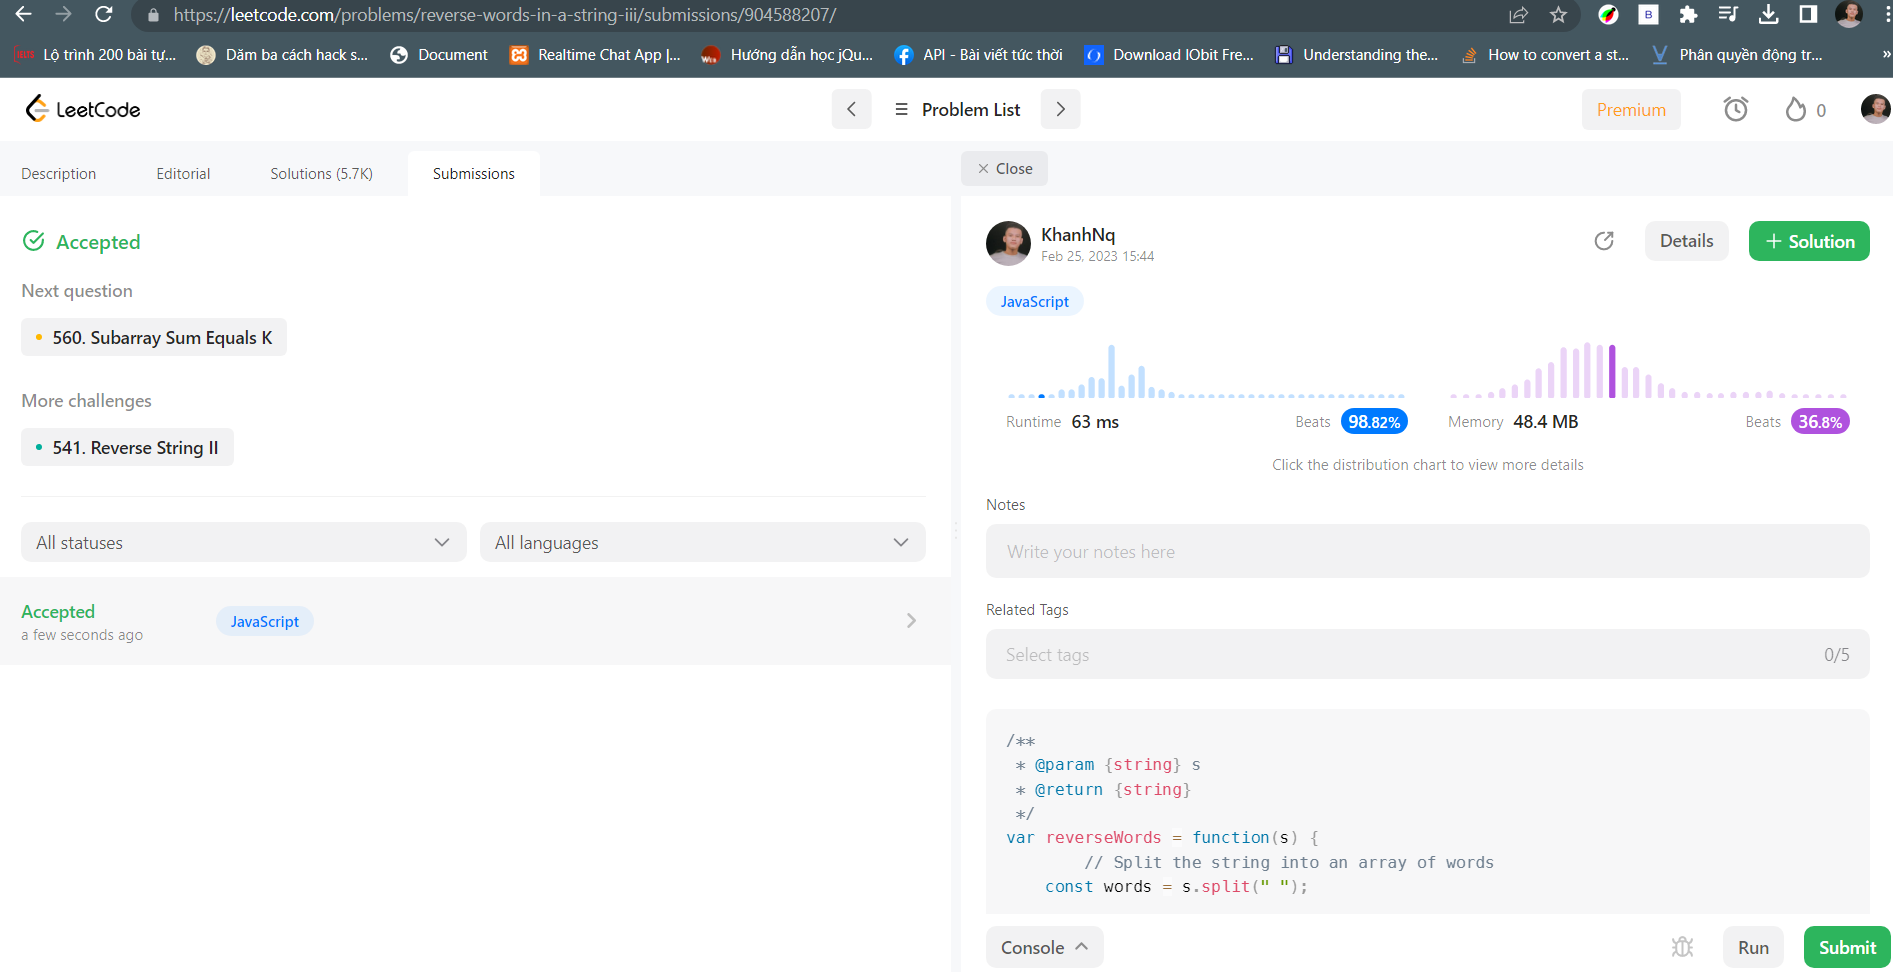 https://leetcode.com/problems/reverse-words-in-a-string-iii/submissions/904588207/
Lộ trình 200 bài tự... Dăm ba cách hack s... Document Realtime Chat App |... Hướng dẫn học jQu... API - Bài viết tức thời Download IObit Fre... Understanding the... How to convert a st... Phân quyền động tr... »
LeetCode Problem List Premium 0
Description Editorial Solutions (5.7K) Submissions
Close
Accepted
Next question
560. Subarray Sum Equals K
More challenges
541. Reverse String II
All statuses All languages
Accepted
a few seconds ago
JavaScript
KhanhNq
Feb 25, 2023 15:44
Details
+ Solution
JavaScript
Runtime 63 ms Beats 98.82%
Memory 48.4 MB Beats 36.8%
Click the distribution chart to view more details
Notes
Write your notes here
Related Tags
Select tags 0/5
/**
 * @param {string} s
 * @return {string}
 */
var reverseWords = function(s) {
        // Split the string into an array of words
    const words = s.split(" ");
Console Run Submit